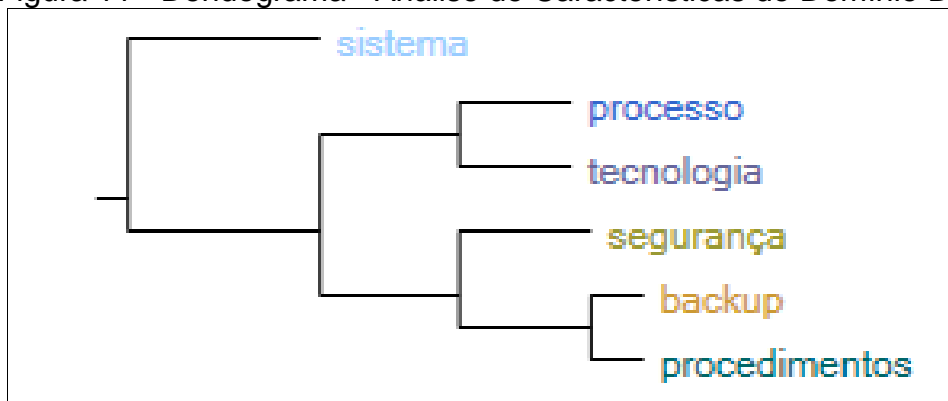 sistema
processo
tecnologia
segurança
backup
procedimentos